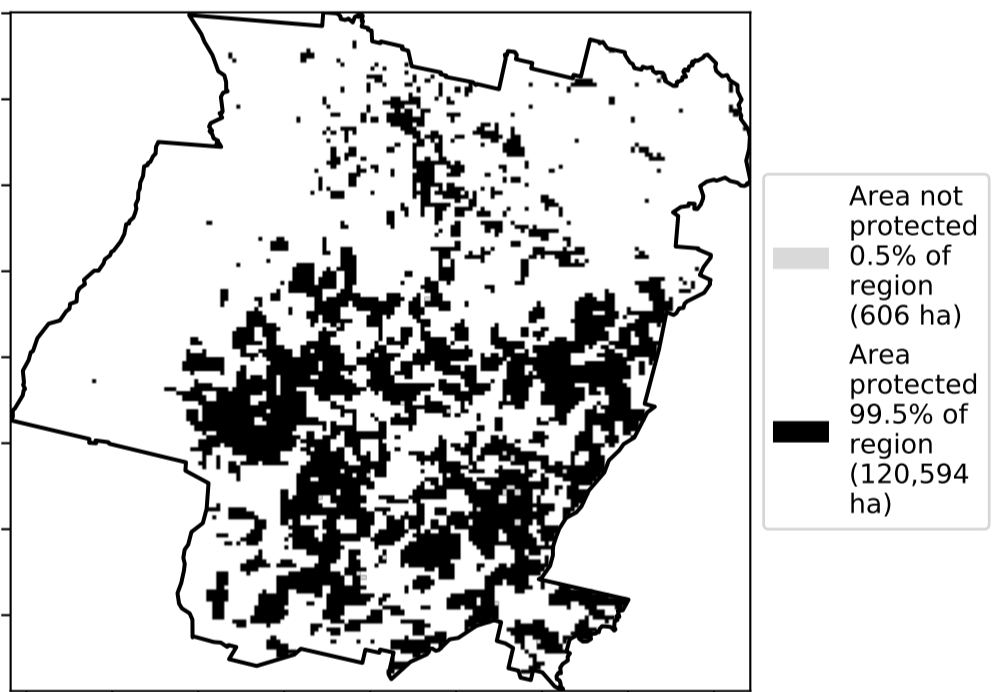 Area not
protected
0.5% of
region
(606 ha)
Area
protected
99.5% of
region
(120,594
ha)